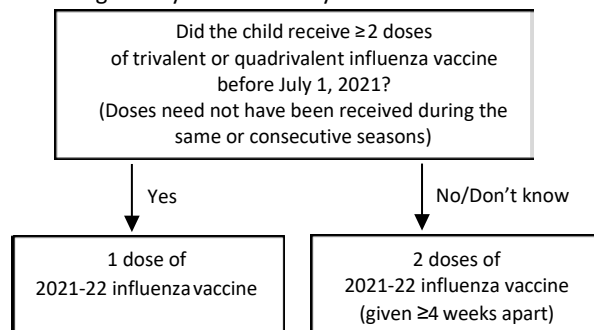 Did the child receive ≥2 doses
of trivalent or quadrivalent influenza vaccine
before July 1, 2021?
(Doses need not have been received during the
same or consecutive seasons)
Yes
No/Don’t know
1 dose of
2021-22 influenza vaccine
2 doses of
2021-22 influenza vaccine
(given ≥4 weeks apart)